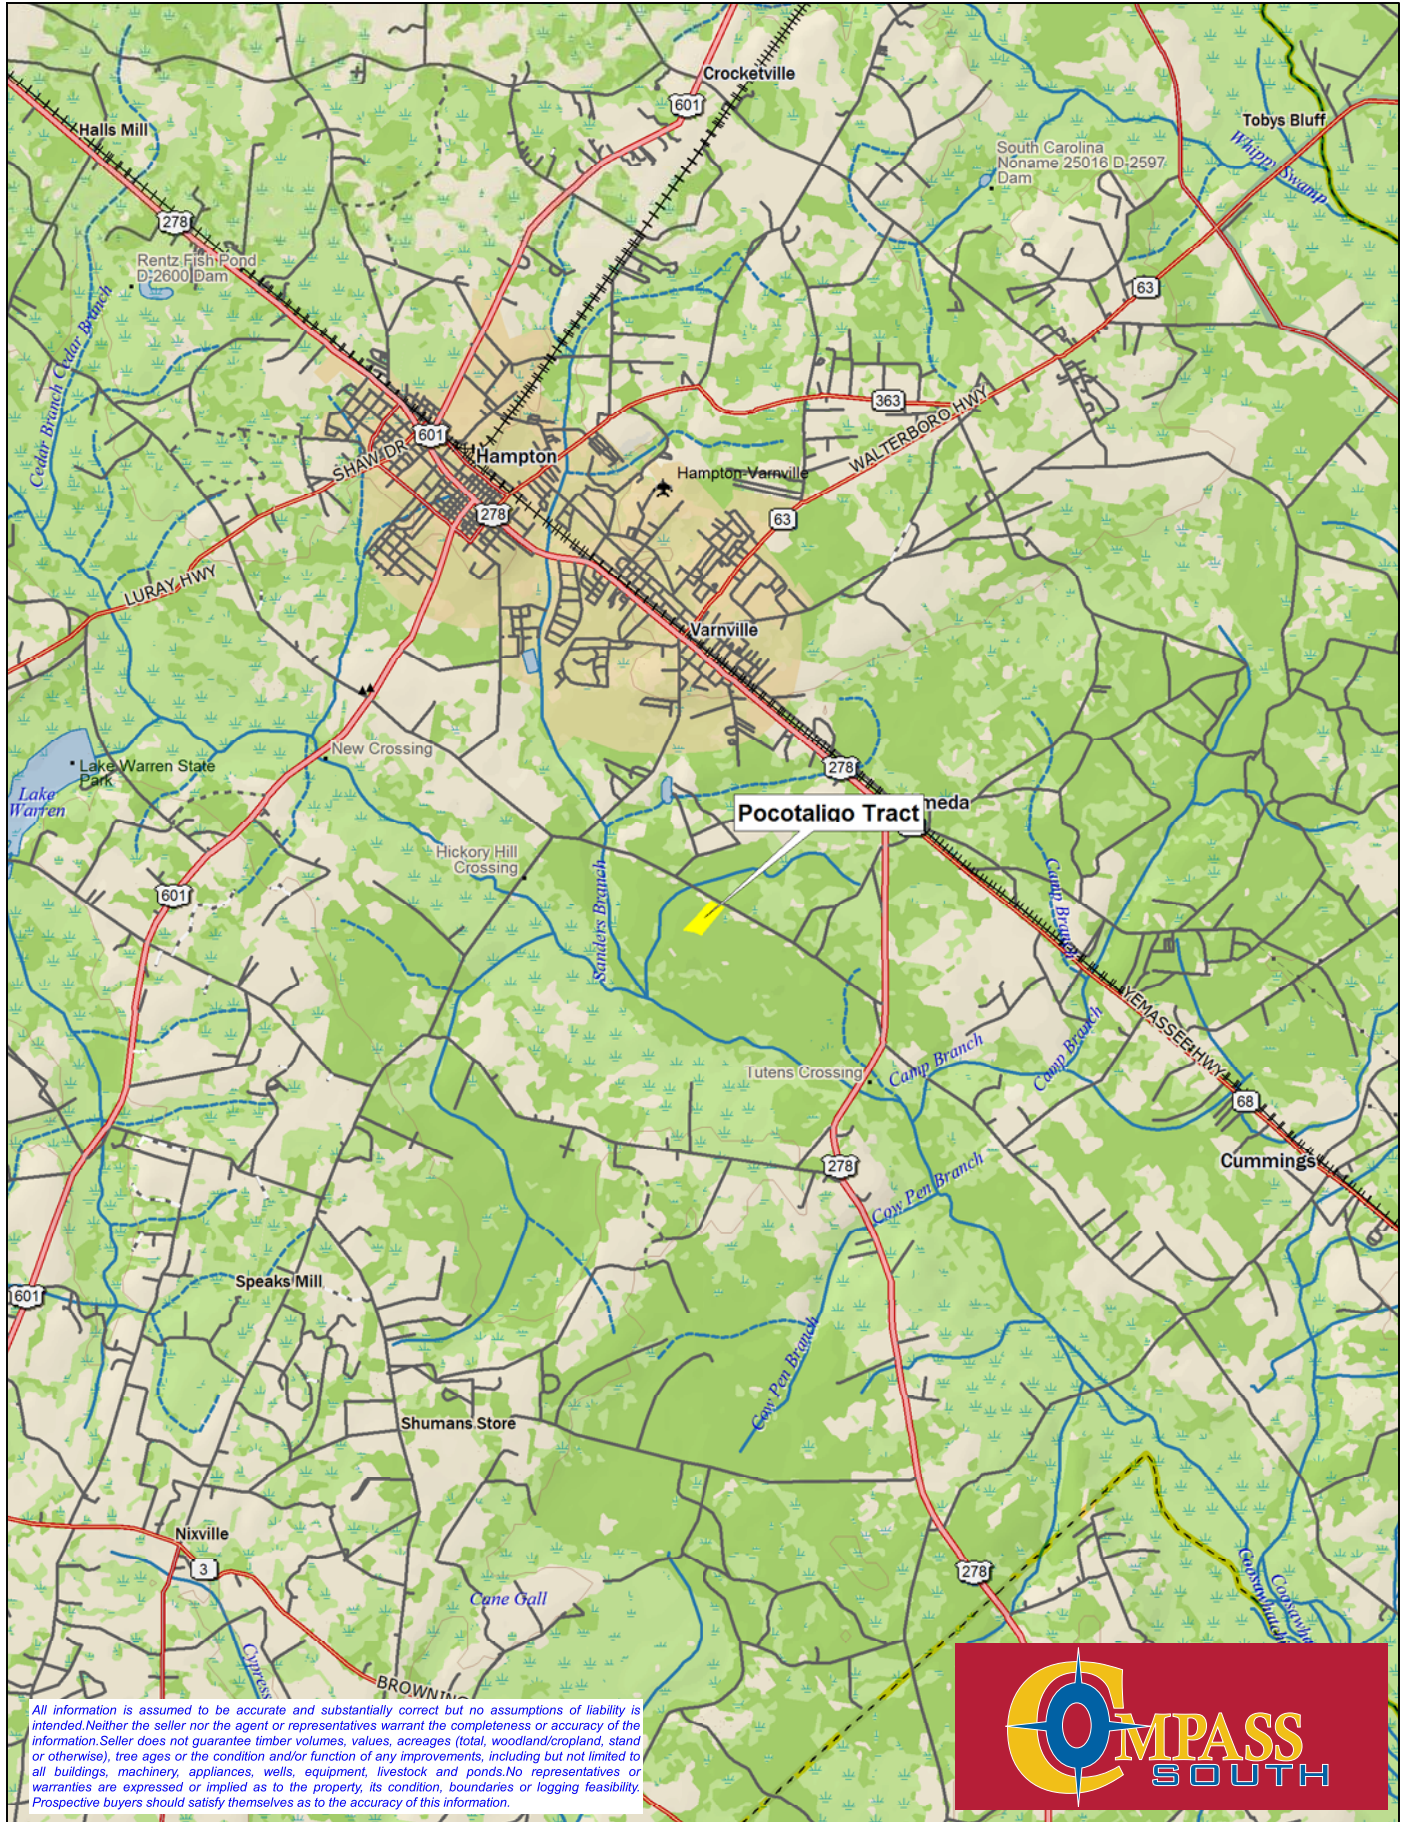 Crocketville
601
Halls Mill
Tobys Bluff
Whippy Swamp
South Carolina
Noname 25016 D-2597
Dam
278
Rentz Fish Pond
D-2600 Dam
63
Cedar Branch Cedar Branch
363
WALTERBORO HWY
601
SHAW DR
Hampton
Hampton-Varnville
278
63
LURAY HWY
Varnville
New Crossing
Lake Warren State
Park
Lake
Warren
278
meda
Pocotaligo Tract
Hickory Hill
Crossing
601
Sanders Branch
Camp Branch
YEMASSEE HWY
Camp Branch
Camp Branch
Tutens Crossing
68
Cummings
278
Cow Pen Branch
Speaks Mill
601
Cow Pen Branch
Shumans Store
Nixville
3
278
Cane Gall
Coosawhatchi
Coosawha
Cypress
BROWNING
All information is assumed to be accurate and substantially correct but no assumptions of liability is
intended.Neither the seller nor the agent or representatives warrant the completeness or accuracy of the
information.Seller does not guarantee timber volumes, values, acreages (total, woodland/cropland, stand
or otherwise), tree ages or the condition and/or function of any improvements, including but not limited to
all buildings, machinery, appliances, wells, equipment, livestock and ponds.No representatives or
warranties are expressed or implied as to the property, its condition, boundaries or logging feasibility.
Prospective buyers should satisfy themselves as to the accuracy of this information.
COMPASS
SOUTH